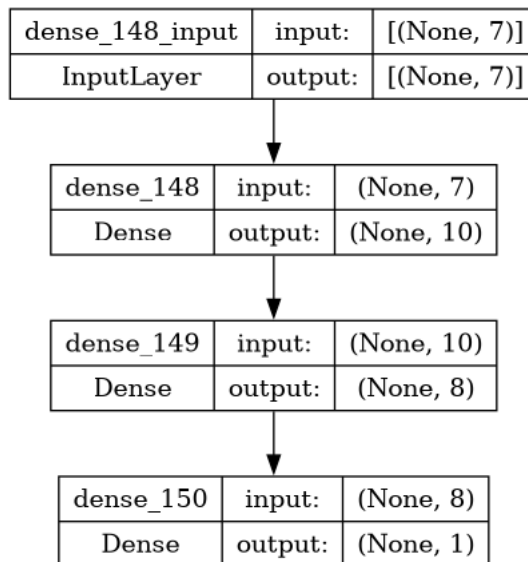 dense_148_input input: [(None, 7)]
InputLayer output: [(None, 7)]
dense_148 input: (None, 7)
Dense output: (None, 10)
dense_149 input: (None, 10)
Dense output: (None, 8)
dense_150 input: (None, 8)
Dense output: (None, 1)